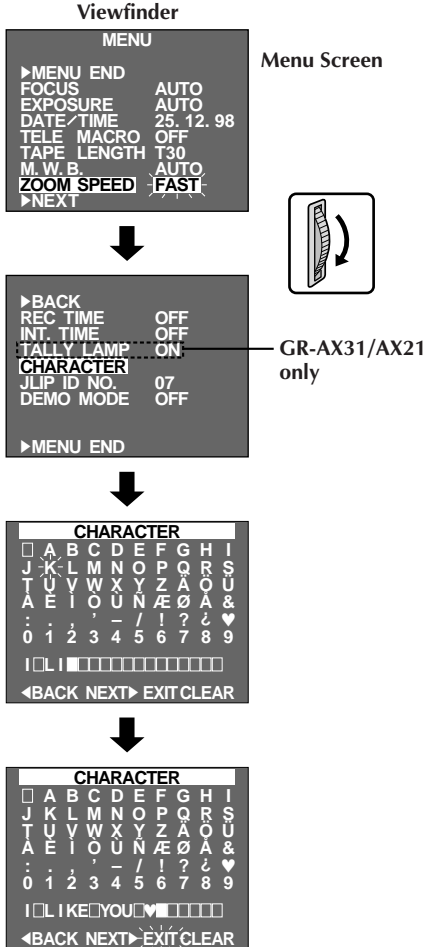 Viewfinder
MENU
Menu Screen
▶MENU END
FOCUS AUTO
EXPOSURE AUTO
DATE/TIME 25. 12. 98
TELE MACRO OFF
TAPE LENGTH T30
M. W. B. AUTO
ZOOM SPEED FAST
▶NEXT
▶BACK
REC TIME OFF
INT. TIME OFF
TALLY LAMP ON
GR-AX31/AX21
only
CHARACTER
JLIP ID NO. 07
DEMO MODE OFF
▶MENU END
CHARACTER
□ A B C D E F G H I
J K L M N O P Q R S
T U V W X Y Z Ä Ö Ü
À È Ì Ò Ù Ñ Æ Ø Å &
: . , ’ – / ! ? ¿ ♥
0 1 2 3 4 5 6 7 8 9
I□L I■□□□□□□□□□□□□□
◀BACK NEXT▶ EXIT CLEAR
CHARACTER
□ A B C D E F G H I
J K L M N O P Q R S
T U V W X Y Z Ä Ö Ü
À È Ì Ò Ù Ñ Æ Ø Å &
: . , ’ – / ! ? ¿ ♥
0 1 2 3 4 5 6 7 8 9
I□L I KE□YOU□♥■□□□□□
◀BACK NEXT▶ EXIT CLEAR